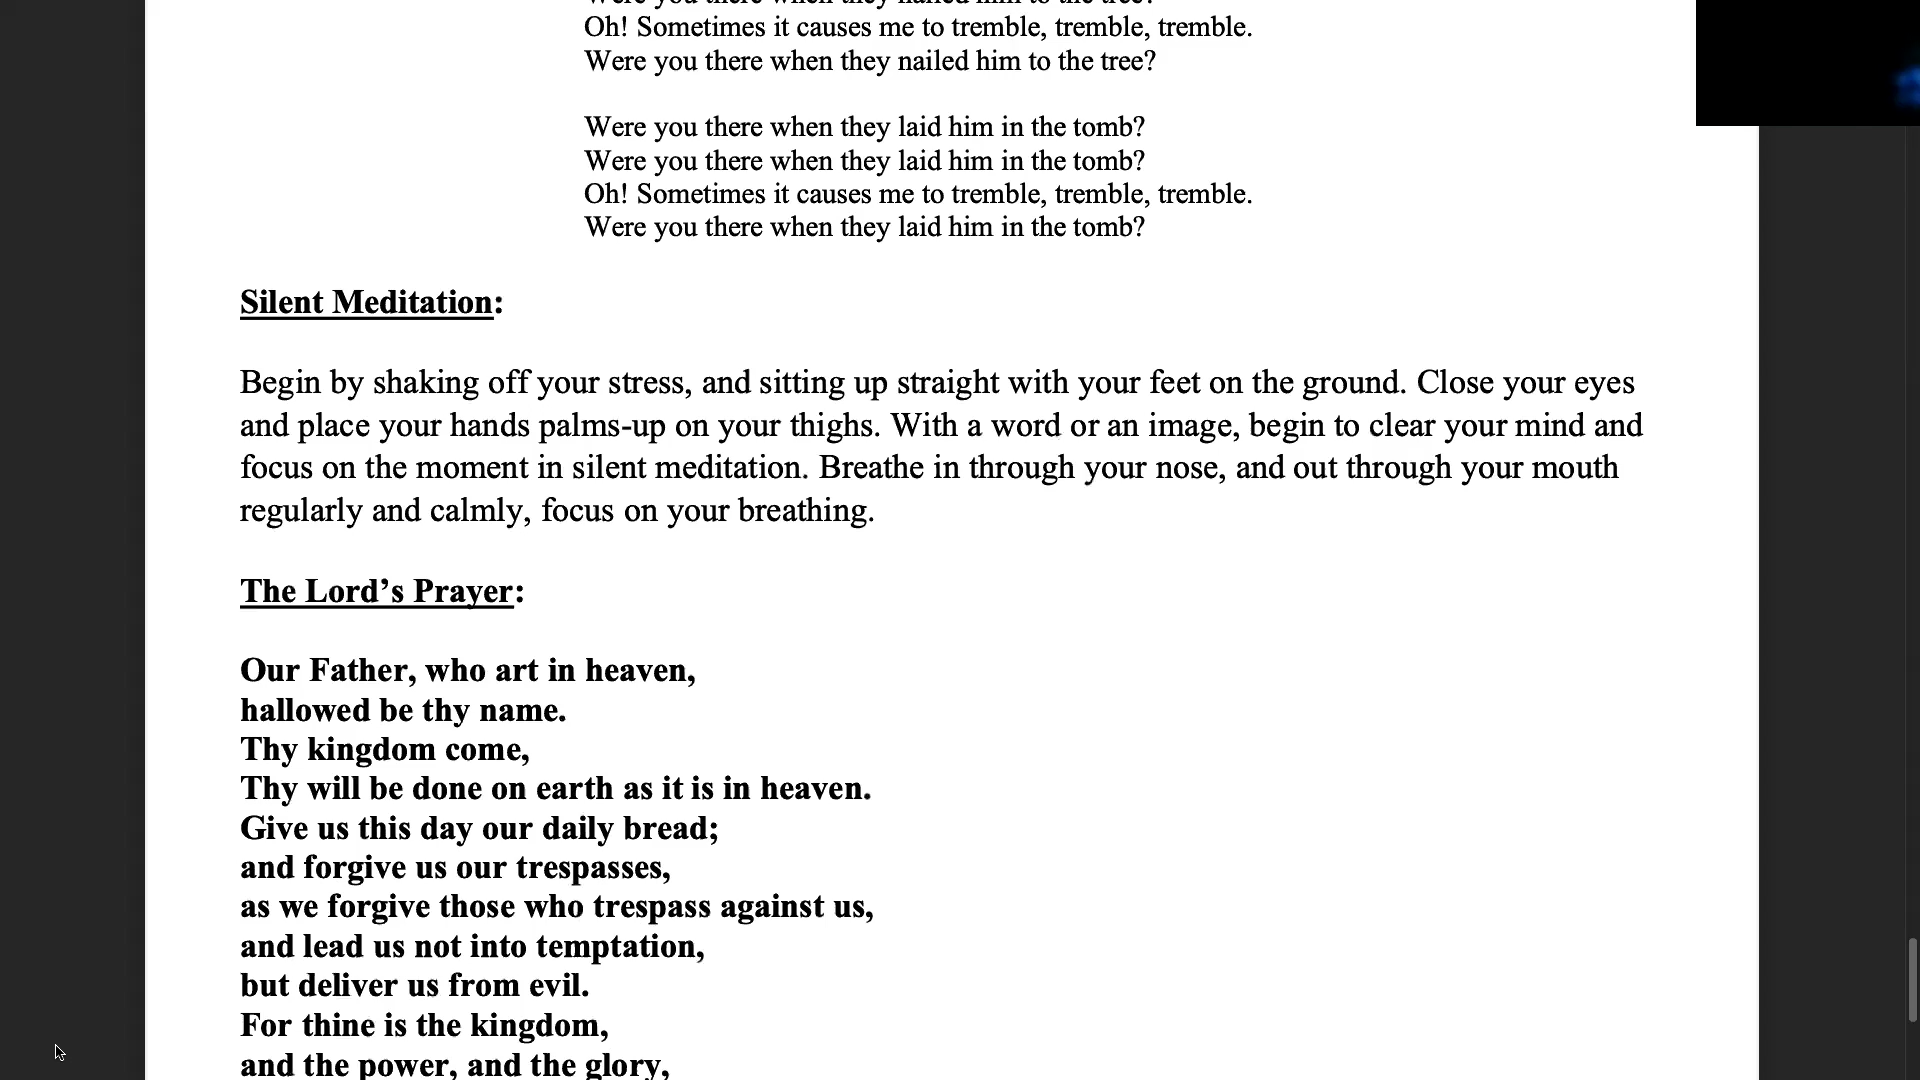 Were you there when they nailed him to the tree?
Oh! Sometimes it causes me to tremble, tremble, tremble.
Were you there when they nailed him to the tree?
Were you there when they laid him in the tomb?
Were you there when they laid him in the tomb?
Oh! Sometimes it causes me to tremble, tremble, tremble.
Were you there when they laid him in the tomb?
Silent Meditation:
Begin by shaking off your stress, and sitting up straight with your feet on the ground. Close your eyes
and place your hands palms-up on your thighs. With a word or an image, begin to clear your mind and
focus on the moment in silent meditation. Breathe in through your nose, and out through your mouth
regularly and calmly, focus on your breathing.
The Lord’s Prayer:
Our Father, who art in heaven,
hallowed be thy name.
Thy kingdom come,
Thy will be done on earth as it is in heaven.
Give us this day our daily bread;
and forgive us our trespasses,
as we forgive those who trespass against us,
and lead us not into temptation,
but deliver us from evil.
For thine is the kingdom,
and the power, and the glory,